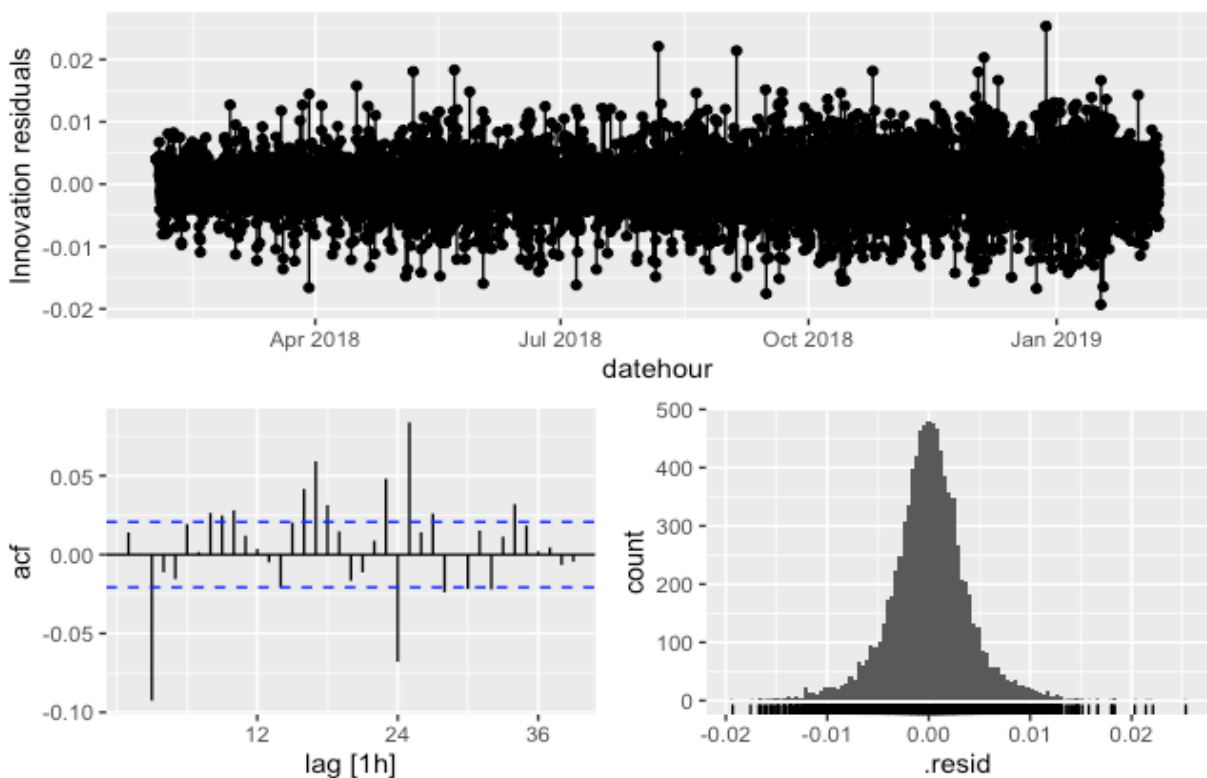 Innovation residuals
0.02
0.01
0.00
-0.01
-0.02
Apr 2018
Jul 2018
Oct 2018
Jan 2019
datehour
acf
0.05
0.00
-0.05
-0.10
12
24
36
lag [1h]
count
500
400
300
200
100
0
-0.02
-0.01
0.00
0.01
0.02
.resid